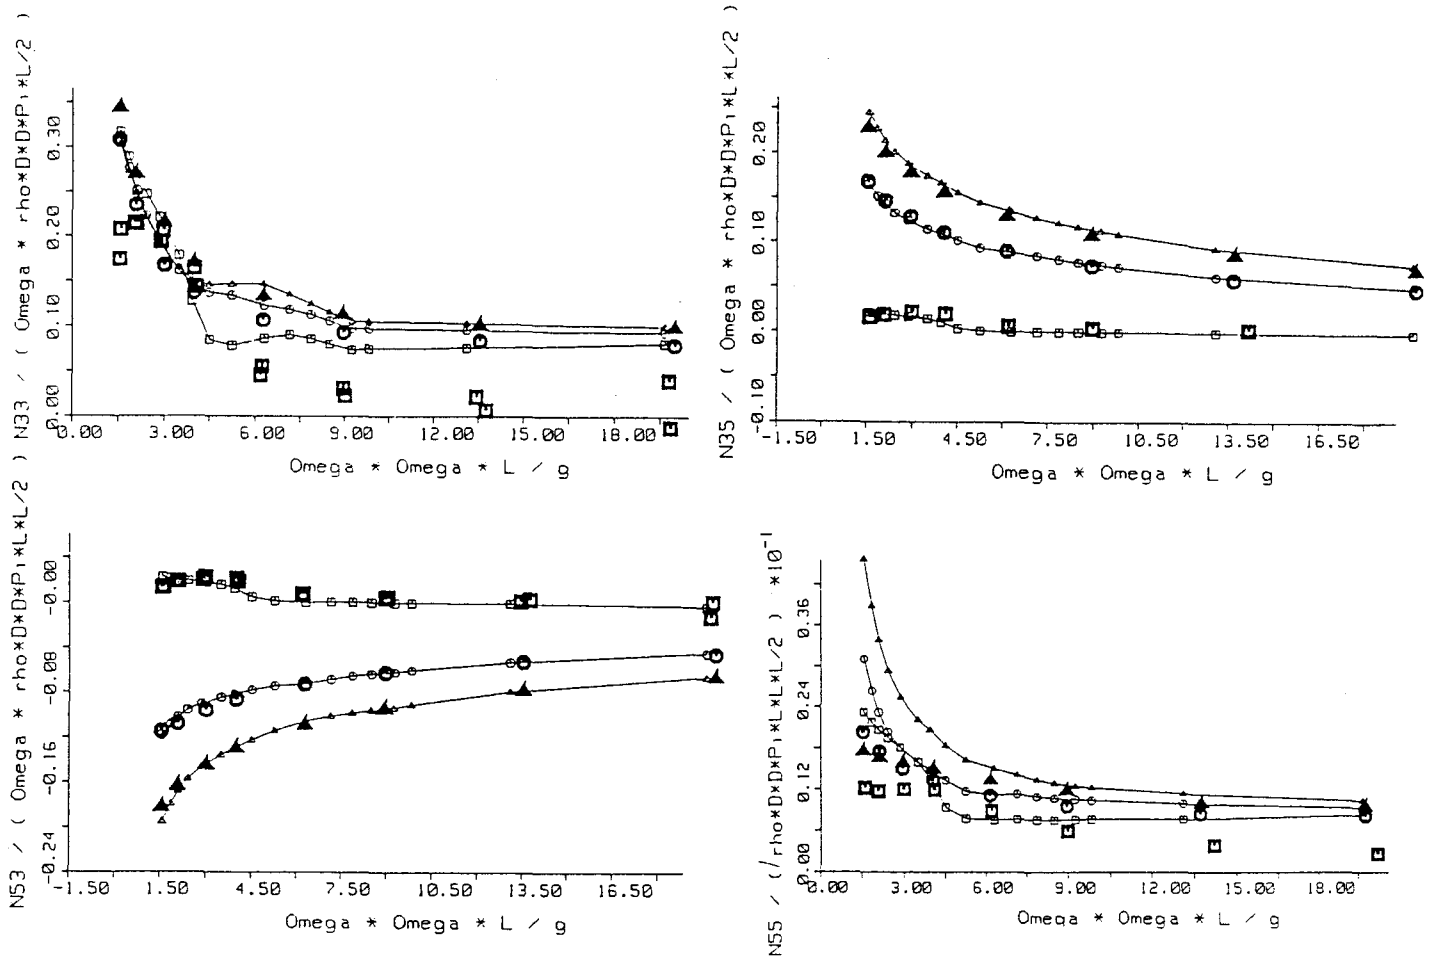 N33 / ( Omega * rho*D*D*Pi*L/2 )
0.30
0.20
0.10
0.00
0.00 3.00 6.00 9.00 12.00 15.00 18.00
Omega * Omega * L / g
N35 / ( Omega * rho*D*D*Pi*L*L/2 )
0.20
0.10
0.00
-0.10
-1.50 1.50 4.50 7.50 10.50 13.50 16.50
Omega * Omega * L / g
N53 / ( Omega * rho*D*D*Pi*L*L/2 )
-0.00
-0.08
-0.16
-0.24
-1.50 1.50 4.50 7.50 10.50 13.50 16.50
Omega * Omega * L / g
N55 / (/rho*D*D*Pi*L*L*L/2 ) *10-1
0.36
0.24
0.12
0.00
0.00 3.00 6.00 9.00 12.00 15.00 18.00
Omega * Omega * L / g